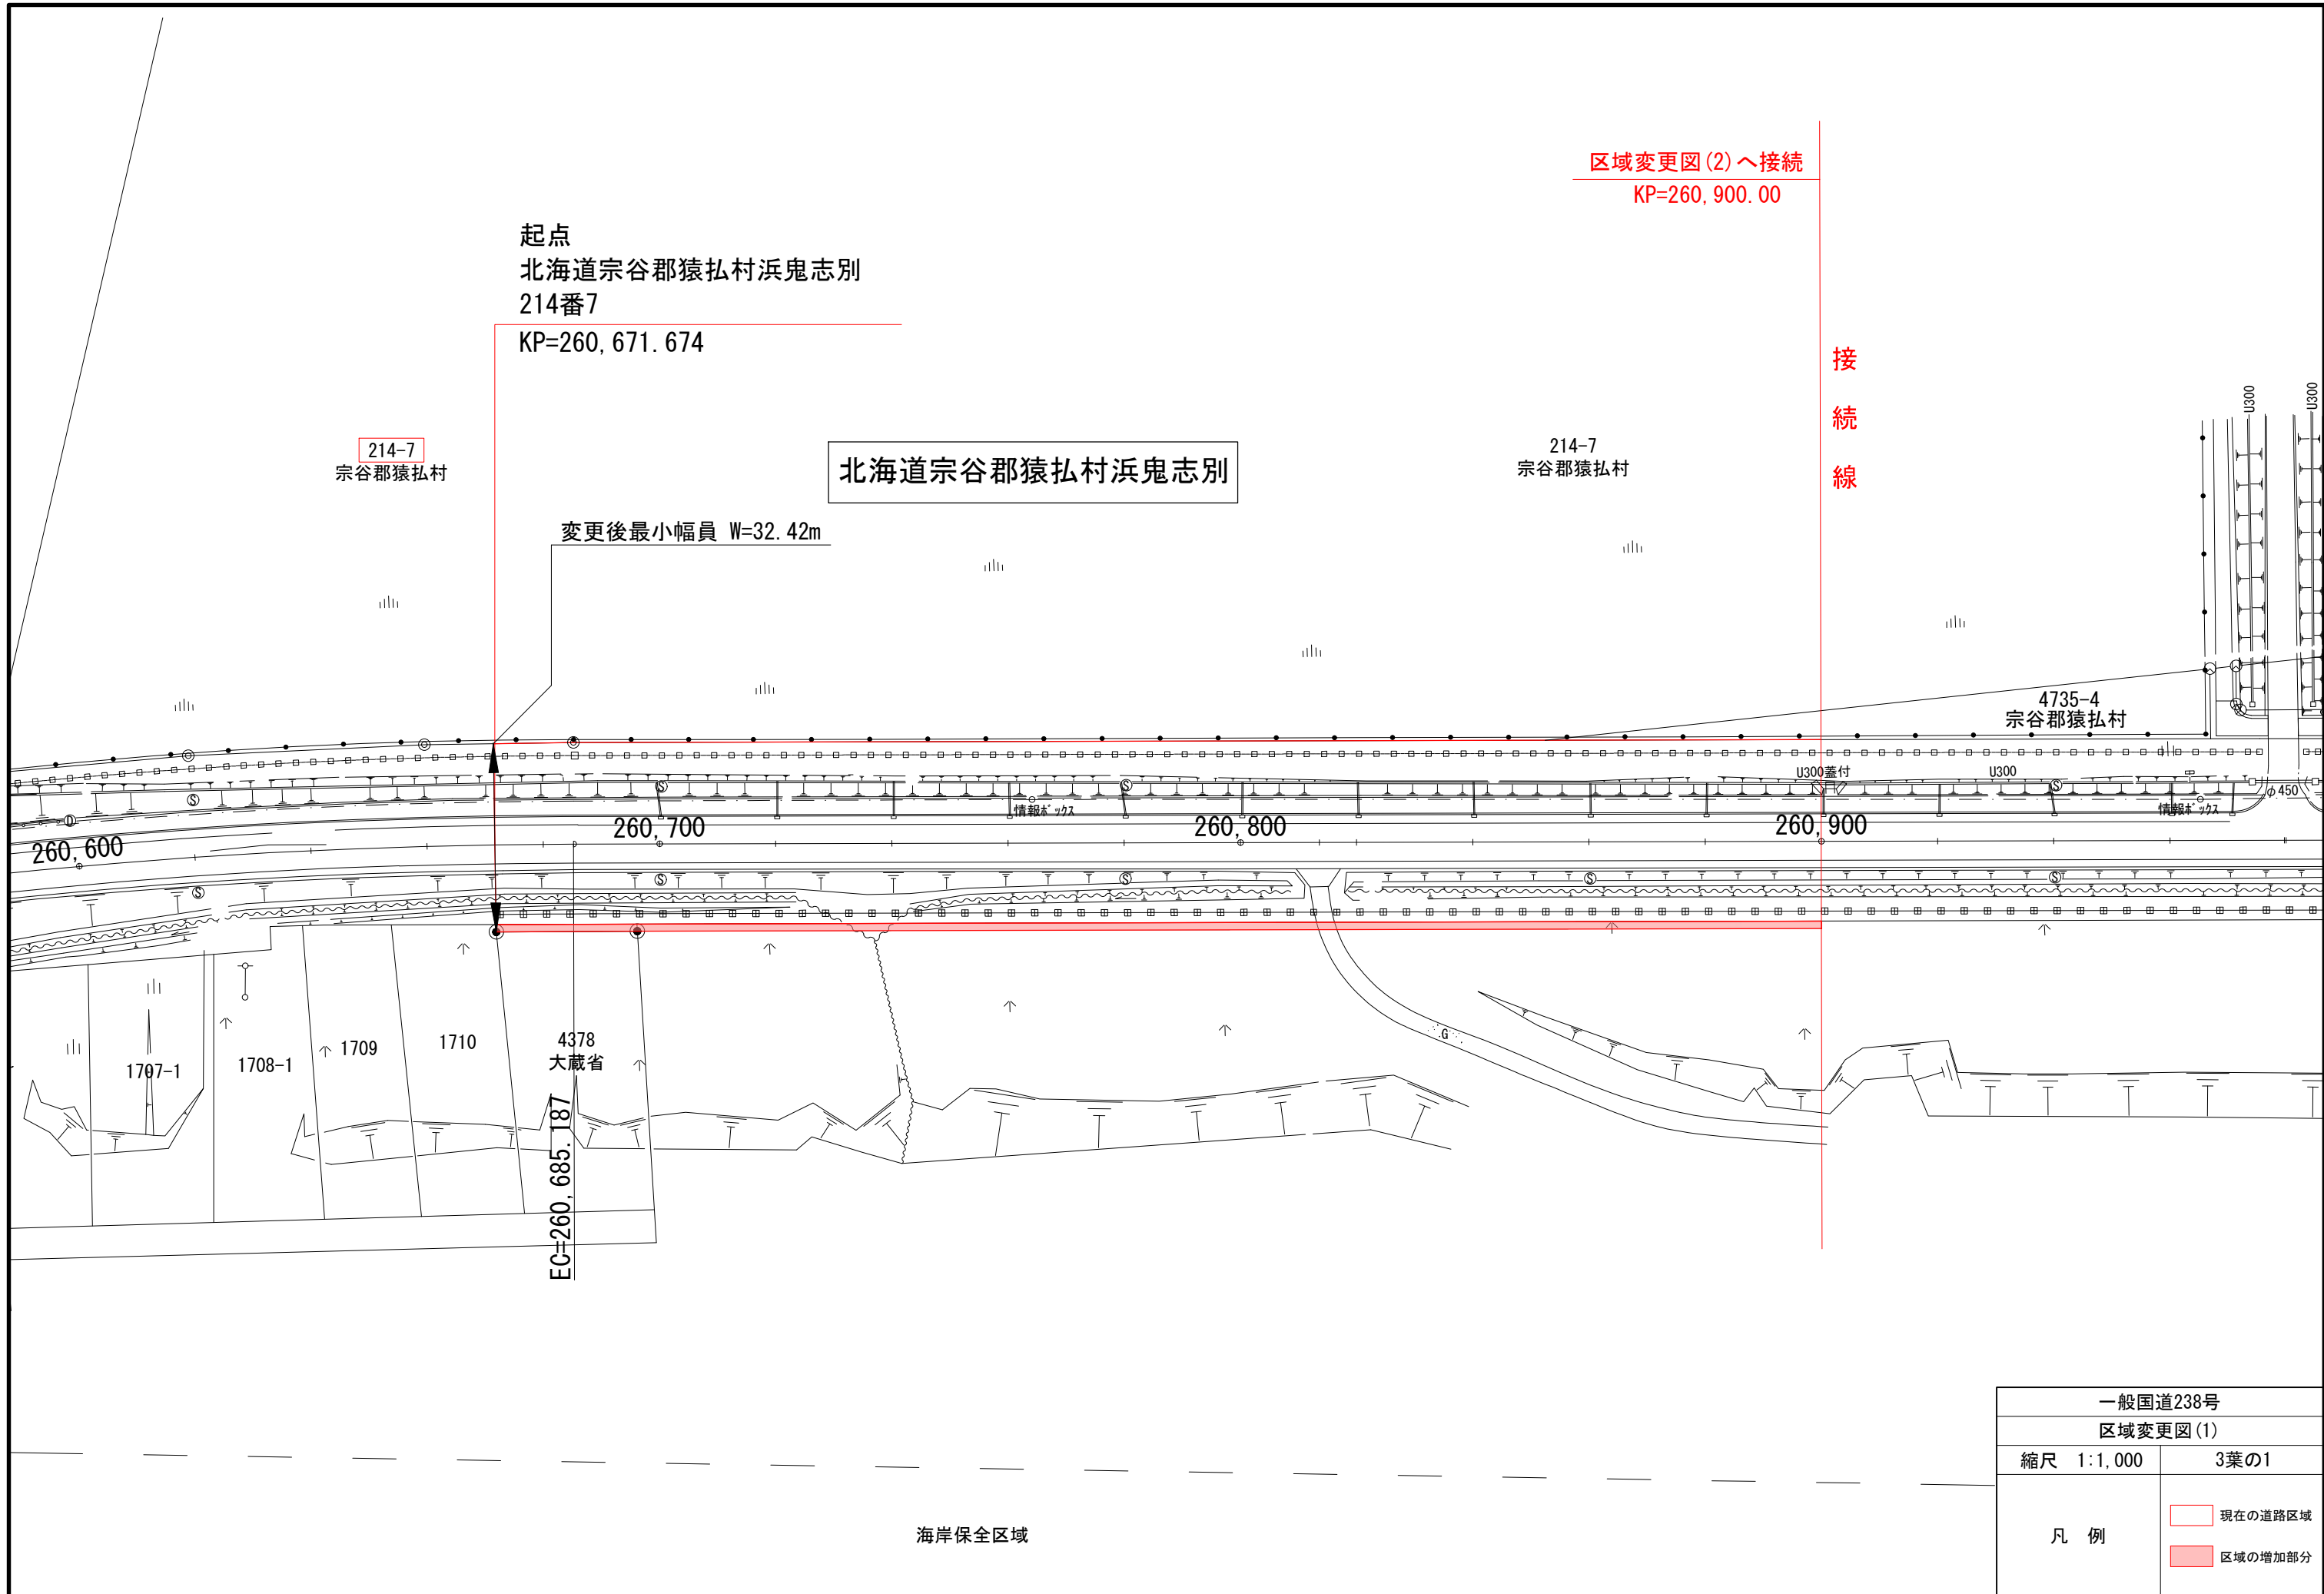 区域変更図(2)へ接続
KP=260,900.00
起点
北海道宗谷郡猿払村浜鬼志別
214番7
KP=260,671.674
接続線
U300
U300
214-7
宗谷郡猿払村
北海道宗谷郡猿払村浜鬼志別
214-7
宗谷郡猿払村
変更後最小幅員 W=32.42m
4735-4
宗谷郡猿払村
U300蓋付
U300
φ450
情報ボックス
情報ボックス
Ⓢ
Ⓢ
Ⓢ
Ⓢ
Ⓓ
260,600
260,700
260,800
260,900
Ⓢ
Ⓢ
Ⓢ
Ⓢ
Ⓢ
G
1707-1
1708-1
1709
1710
4378
大蔵省
EC=260,685.187
海岸保全区域
一般国道238号
区域変更図(1)
縮尺 1:1,000
3葉の1
凡 例
現在の道路区域
区域の増加部分